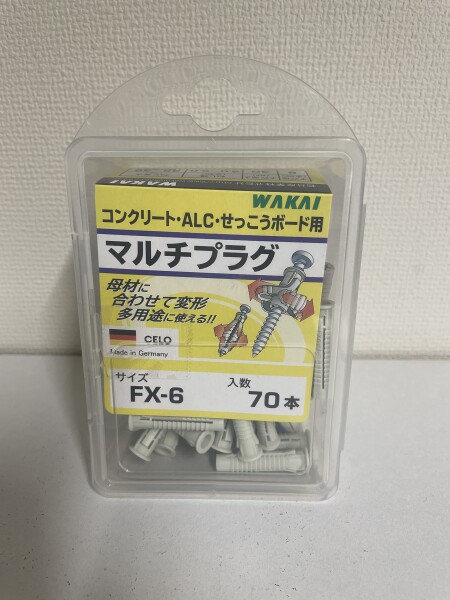 WAKAI
WAKAI
コンクリート・ALC・せっこうボード用
マルチプラグ
母材に
合わせて変形
多用途に使える!!
CELO
Made in Germany
サイズ
FX-6
入数
70本